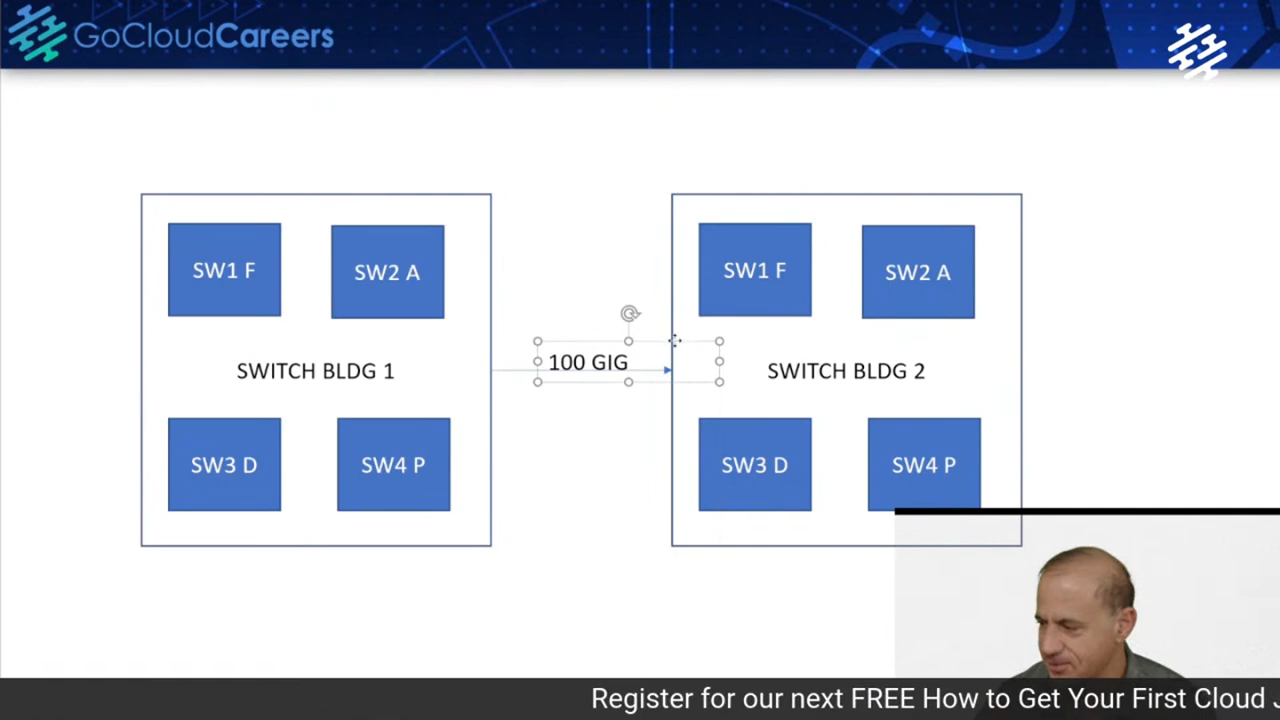 GoCloudCareers
SW1 F
SW2 A
SW1 F
SW2 A
100 GIG
SWITCH BLDG 1
SWITCH BLDG 2
SW3 D
SW4 P
SW3 D
SW4 P
Register for our next FREE How to Get Your First Cloud